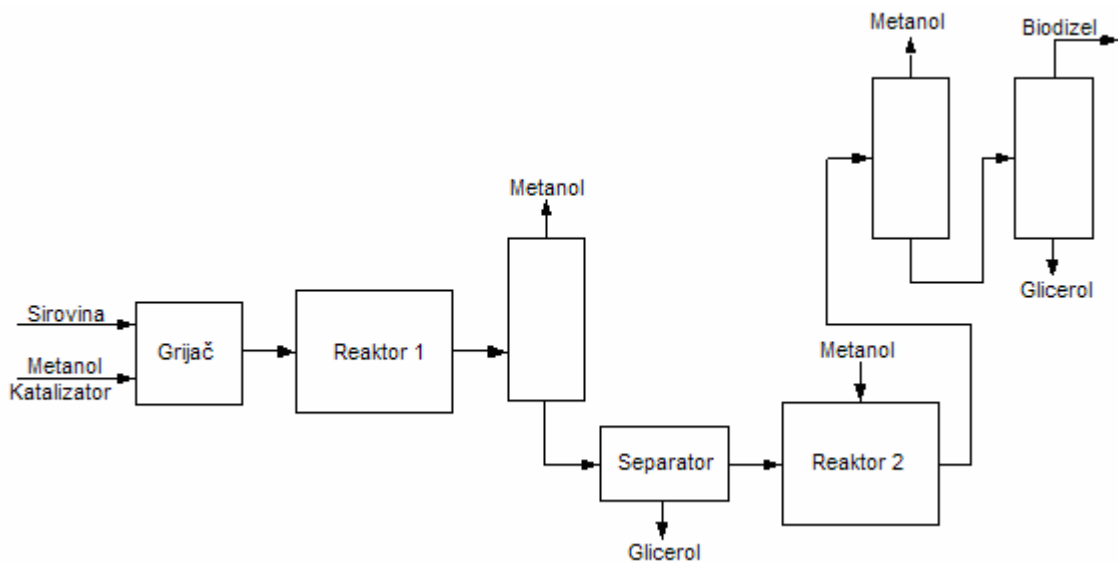 Metanol
Biodizel
Metanol
Glicerol
Sirovina
Grijač
Reaktor 1
Metanol
Katalizator
Metanol
Separator
Reaktor 2
Glicerol